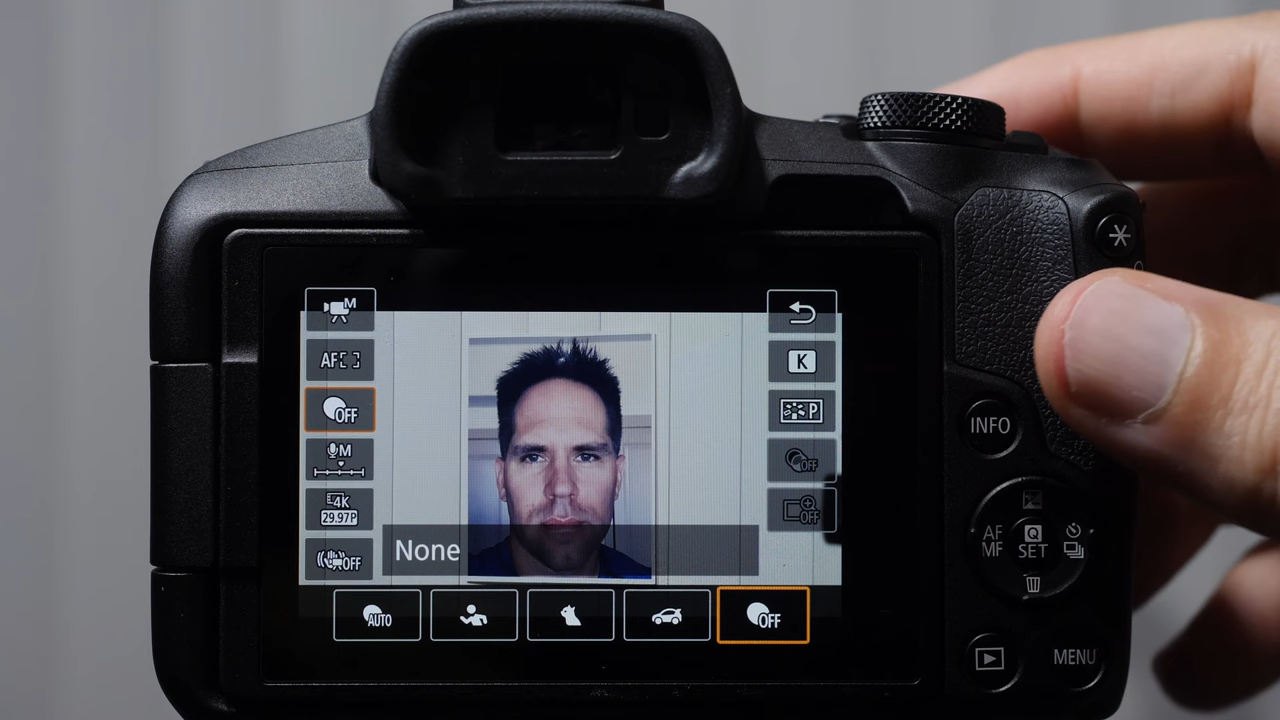 M
AF
K
OFF
P
M
OFF
4K
29.97P
OFF
OFF
None
AUTO
OFF
INFO
AF
MF
Q
SET
MENU